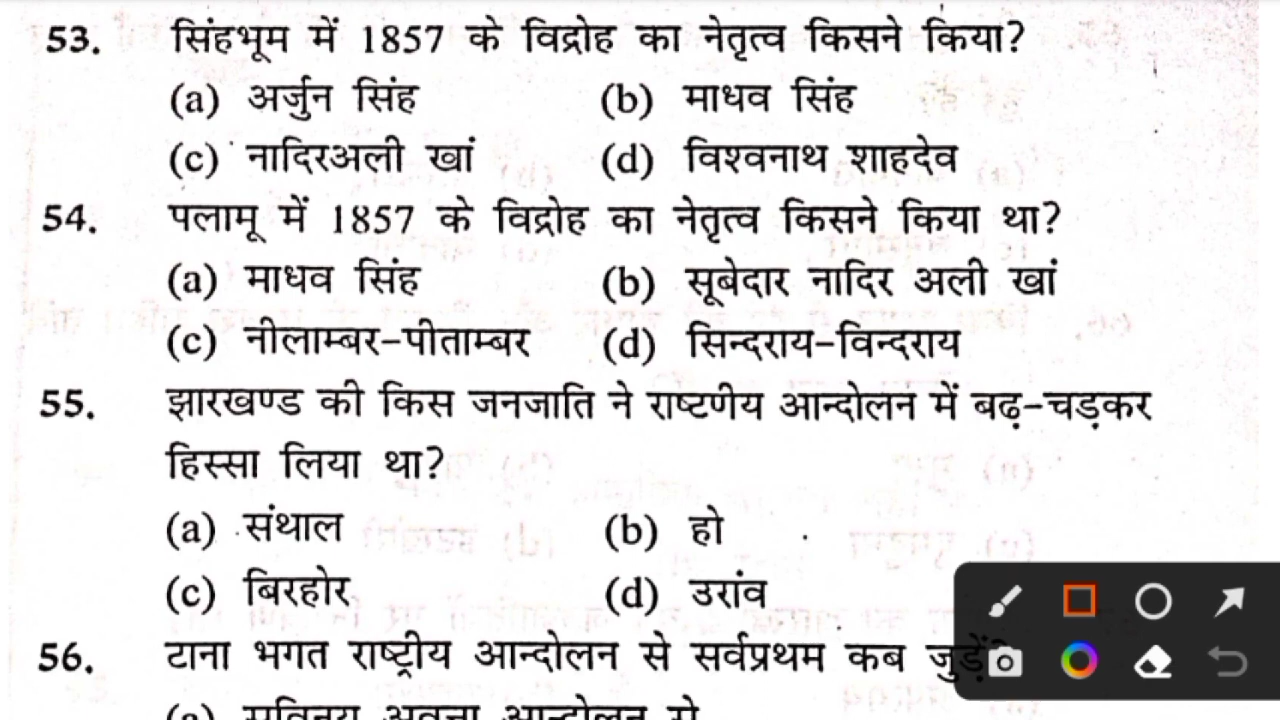 53. सिंहभूम में 1857 के विद्रोह का नेतृत्व किसने किया?
(a) अर्जुन सिंह (b) माधव सिंह
(c) नादिरअली खां (d) विश्वनाथ शाहदेव
54. पलामू में 1857 के विद्रोह का नेतृत्व किसने किया था?
(a) माधव सिंह (b) सूबेदार नादिर अली खां
(c) नीलाम्बर-पीताम्बर (d) सिन्दराय-विन्दराय
55. झारखण्ड की किस जनजाति ने राष्टणीय आन्दोलन में बढ़-चड़कर
हिस्सा लिया था?
(a) संथाल (b) हो
(c) बिरहोर (d) उरांव
56. टाना भगत राष्ट्रीय आन्दोलन से सर्वप्रथम कब
(a) आन्दोलन से